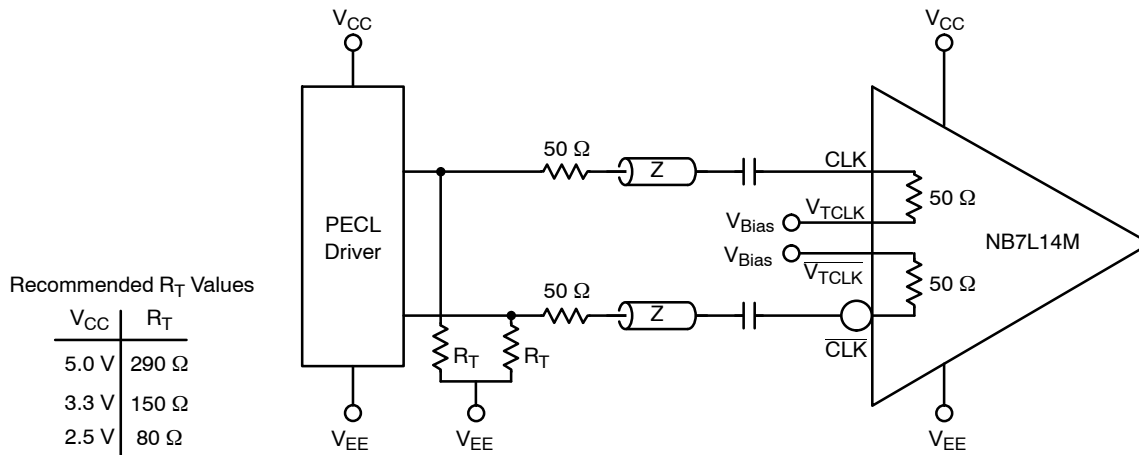 V_CC
V_CC
50 Ω
Z
CLK
50 Ω
V_Bias
V_TCLK
PECL
Driver
NB7L14M
V_Bias
V̅_T̅C̅L̅K̅
50 Ω
50 Ω
Z
C̅L̅K̅
R_T
R_T
V_EE
V_EE
V_EE
Recommended R_T Values
V_CC R_T
5.0 V 290 Ω
3.3 V 150 Ω
2.5 V 80 Ω